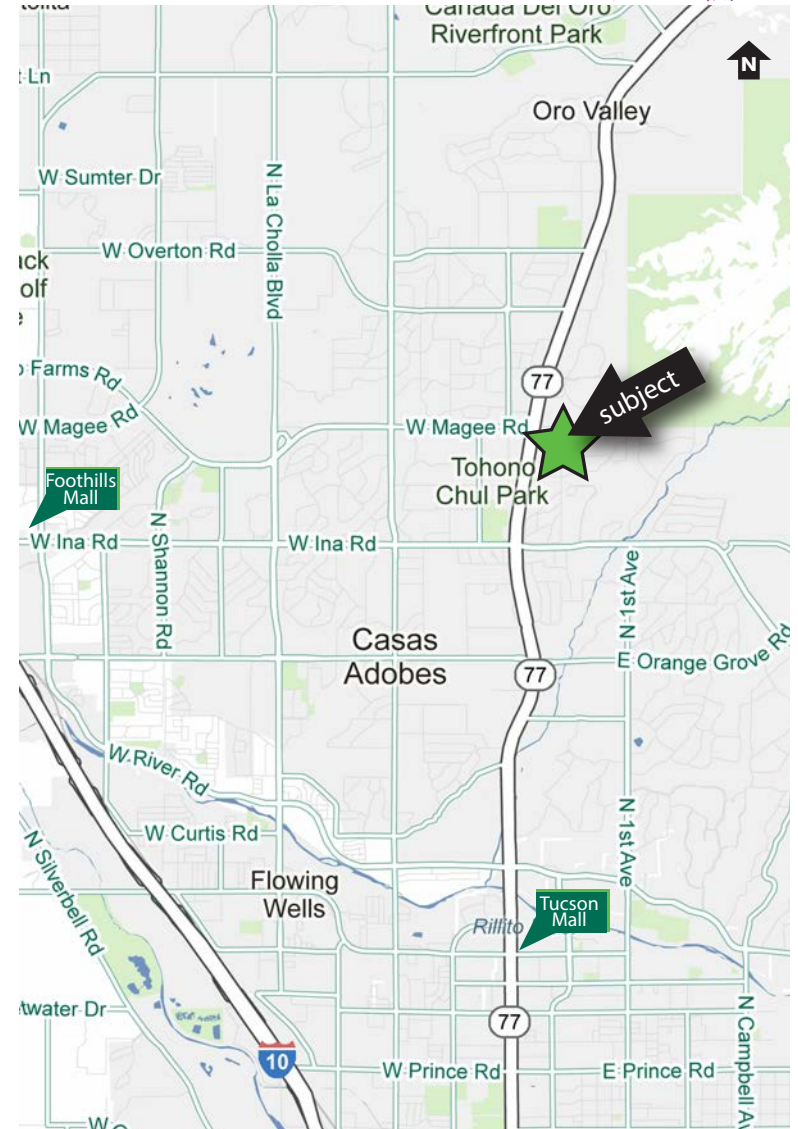 Canada Del Oro
Riverfront Park
N
Ln
Oro Valley
W Sumter Dr
N La Cholla Blvd
W Overton Rd
Farms Rd
77
subject
W Magee Rd
W Magee Rd
Tohono
Chul Park
Foothills
Mall
W Ina Rd
N Shannon Rd
W Ina Rd
N 1st Ave
Casas
Adobes
E Orange Grove Rd
77
W River Rd
N 1st Ave
W Curtis Rd
N Silverbell Rd
Flowing
Wells
Tucson
Mall
Rillito
twater Dr
77
N Campbell Av
10
W Prince Rd
E Prince Rd